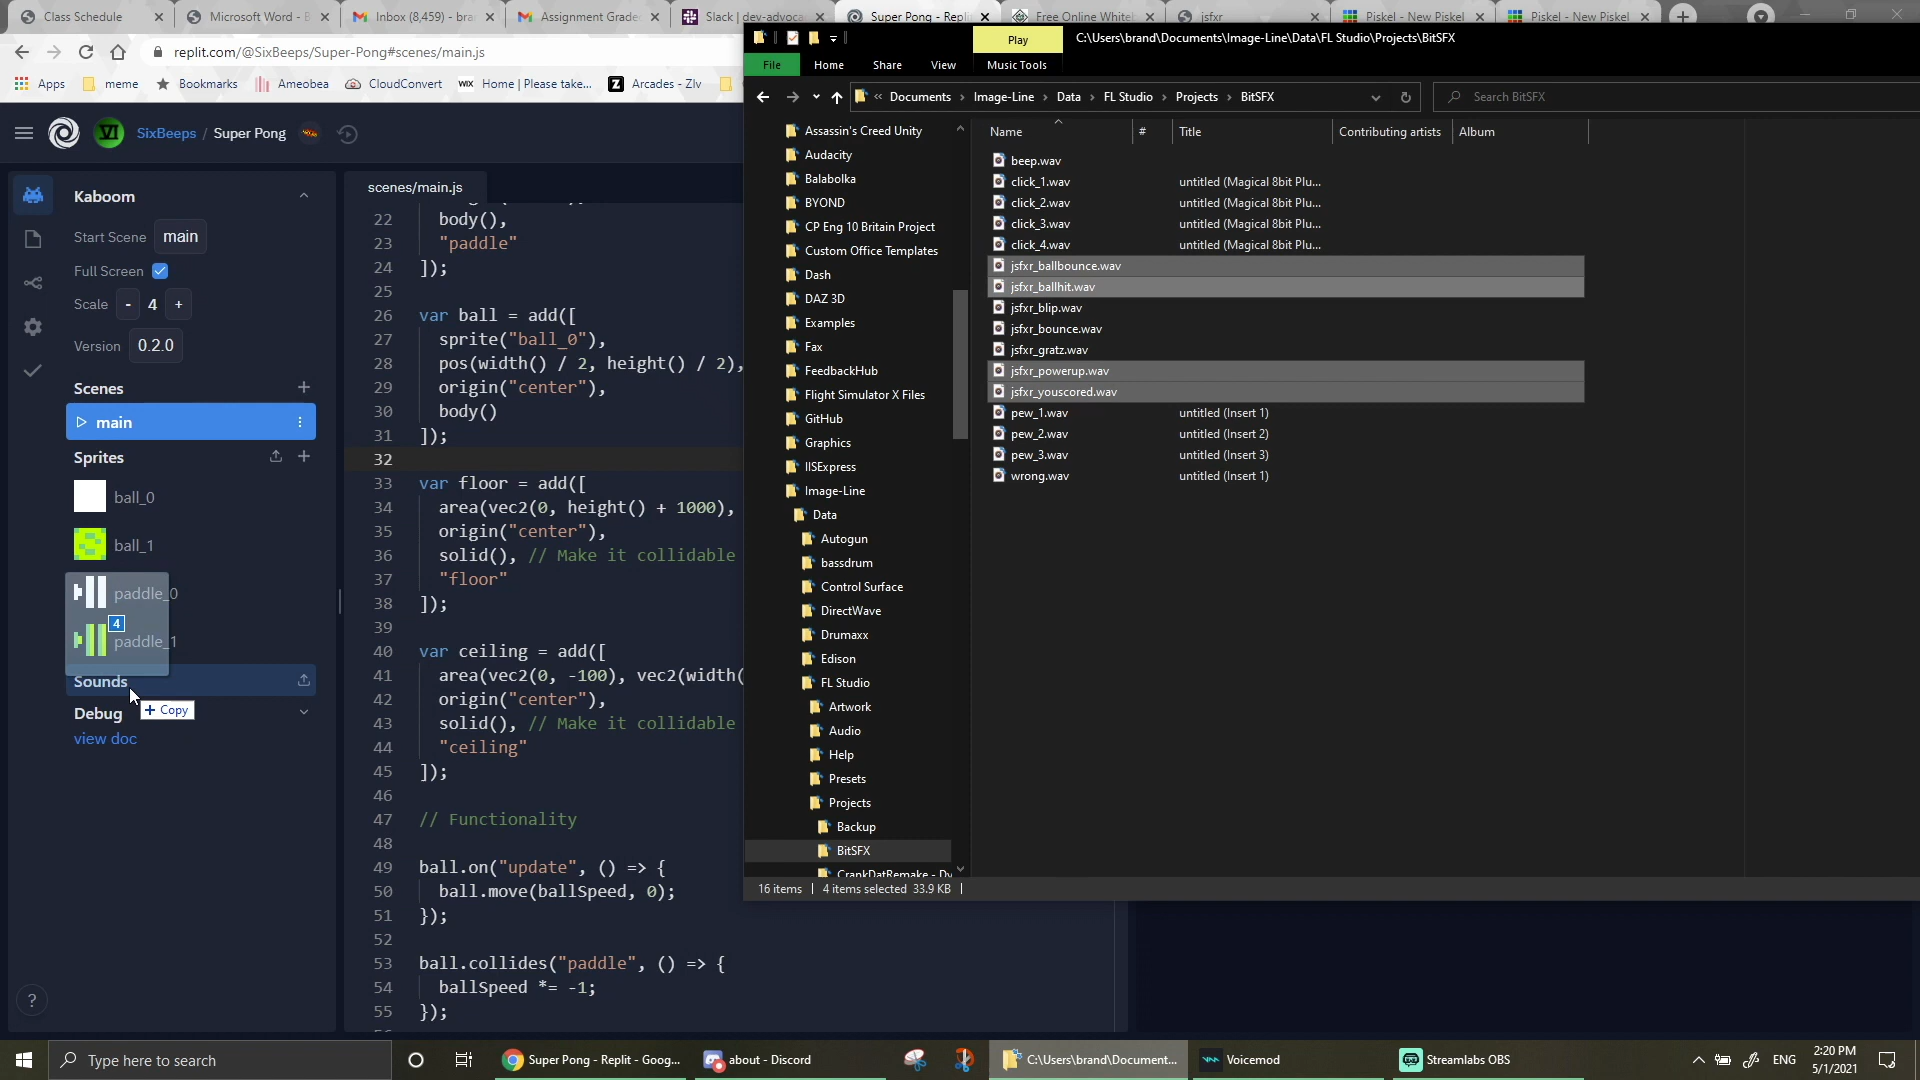 Class Schedule
Microsoft Word - B
Inbox (8,459) - bra
Assignment Grade
Slack | dev-advoca
Super Pong - Replit
Free Online Whitel
jsfxr
Piskel - New Piskel
Piskel - New Piskel
replit.com/@SixBeeps/Super-Pong#scenes/main.js
Apps
meme
Bookmarks
Ameobea
CloudConvert
WIX
Home | Please take...
Z
Arcades - Zlv
Play
C:\Users\brand\Documents\Image-Line\Data\FL Studio\Projects\BitSFX
File
Home
Share
View
Music Tools
« Documents › Image-Line › Data › FL Studio › Projects › BitSFX
Search BitSFX
SixBeeps / Super Pong
Kaboom
Start Scene main
Full Screen
Scale - 4 +
Version 0.2.0
Scenes +
main
Sprites +
ball_0
ball_1
paddle_0
4
paddle_1
Sounds
+ Copy
Debug
view doc
?
scenes/main.js
22 body(),
23 "paddle"
24 ]);
25
26 var ball = add([
27 sprite("ball_0"),
28 pos(width() / 2, height() / 2),
29 origin("center"),
30 body()
31 ]);
32
33 var floor = add([
34 area(vec2(0, height() + 1000),
35 origin("center"),
36 solid(), // Make it collidable
37 "floor"
38 ]);
39
40 var ceiling = add([
41 area(vec2(0, -100), vec2(width(
42 origin("center"),
43 solid(), // Make it collidable
44 "ceiling"
45 ]);
46
47 // Functionality
48
49 ball.on("update", () => {
50 ball.move(ballSpeed, 0);
51 });
52
53 ball.collides("paddle", () => {
54 ballSpeed *= -1;
55 });
Assassin's Creed Unity
Audacity
Balabolka
BYOND
CP Eng 10 Britain Project
Custom Office Templates
Dash
DAZ 3D
Examples
Fax
FeedbackHub
Flight Simulator X Files
GitHub
Graphics
IISExpress
Image-Line
Data
Autogun
bassdrum
Control Surface
DirectWave
Drumaxx
Edison
FL Studio
Artwork
Audio
Help
Presets
Projects
Backup
BitSFX
CrankDatRemake - Dy
Name # Title Contributing artists Album
beep.wav
click_1.wav untitled (Magical 8bit Plu...
click_2.wav untitled (Magical 8bit Plu...
click_3.wav untitled (Magical 8bit Plu...
click_4.wav untitled (Magical 8bit Plu...
jsfxr_ballbounce.wav
jsfxr_ballhit.wav
jsfxr_blip.wav
jsfxr_bounce.wav
jsfxr_gratz.wav
jsfxr_powerup.wav
jsfxr_youscored.wav
pew_1.wav untitled (Insert 1)
pew_2.wav untitled (Insert 2)
pew_3.wav untitled (Insert 3)
wrong.wav untitled (Insert 1)
16 items | 4 items selected 33.9 KB |
Type here to search
Super Pong - Replit - Goog...
about - Discord
C:\Users\brand\Document...
Voicemod
Streamlabs OBS
ENG
2:20 PM
5/1/2021